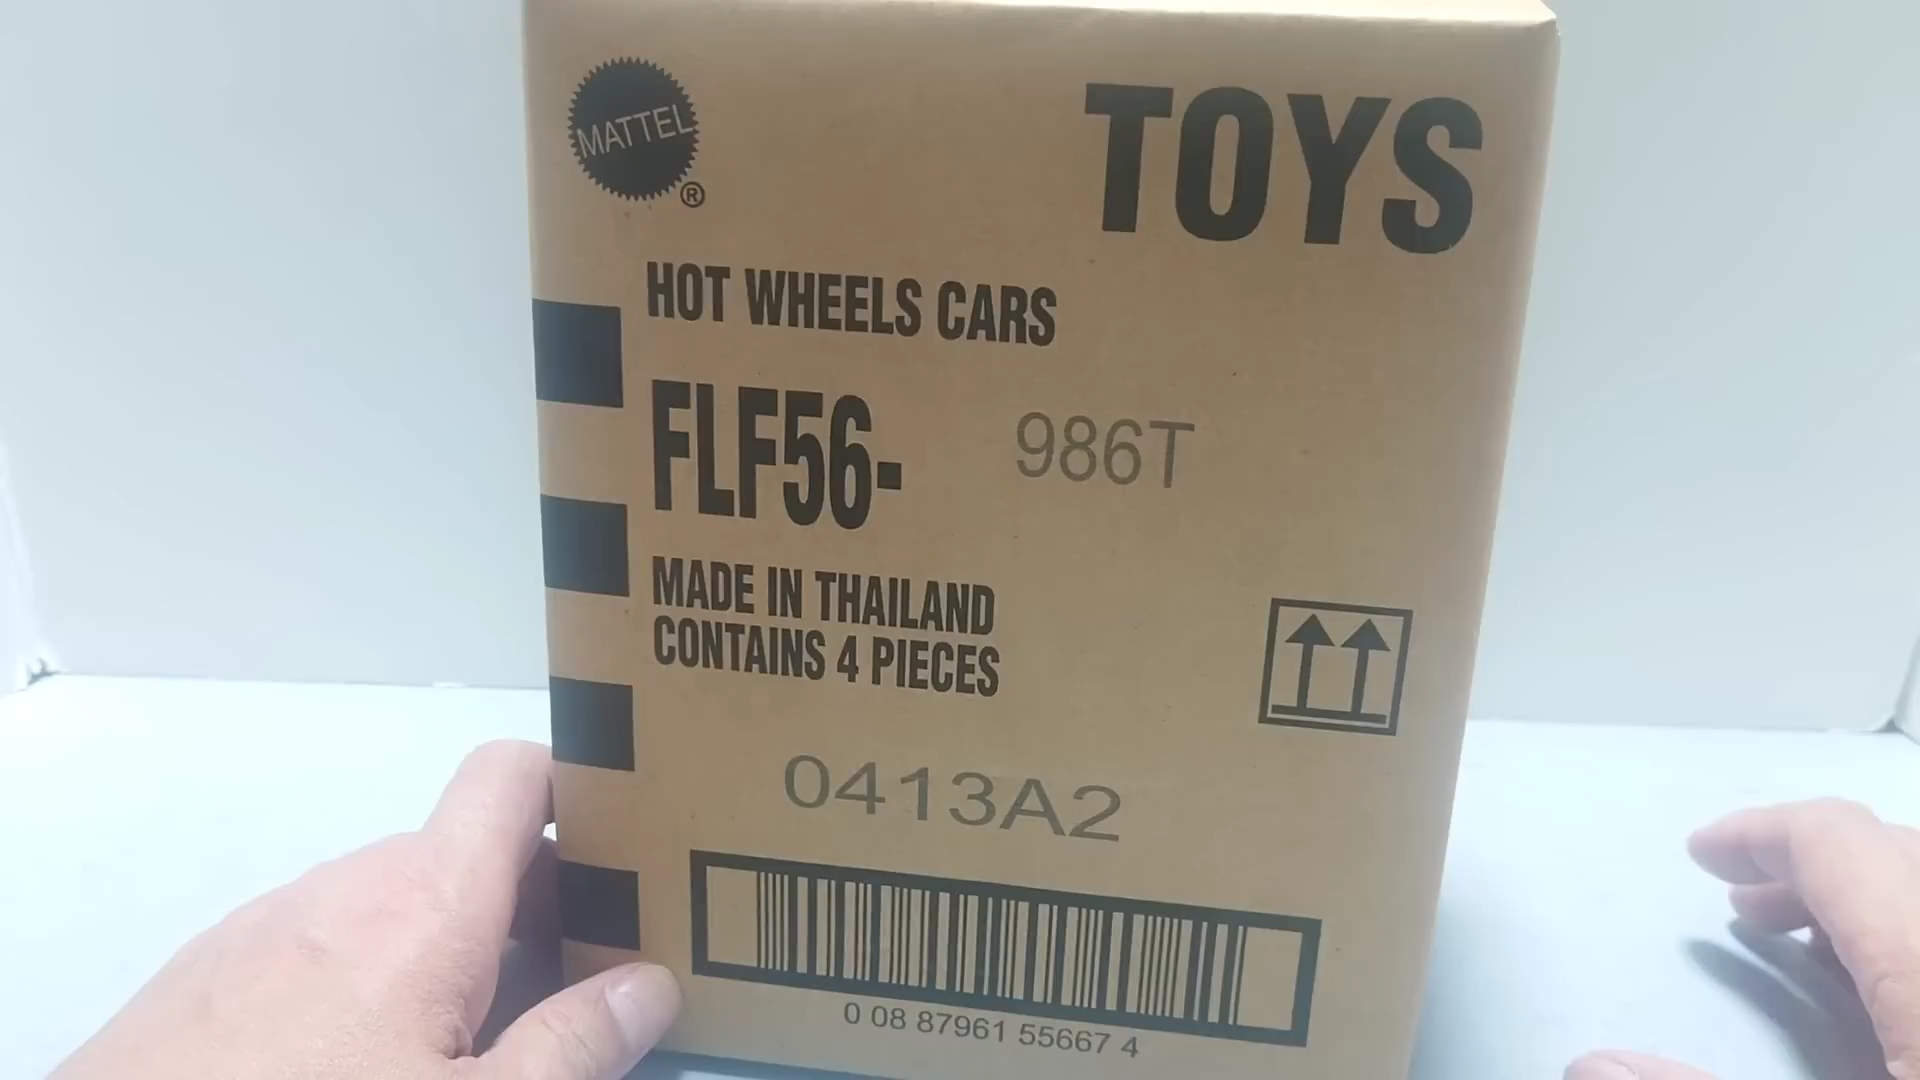 MATTEL
®
TOYS
HOT WHEELS CARS
FLF56- 986T
MADE IN THAILAND
CONTAINS 4 PIECES
0413A2
0 08 87961 55667 4